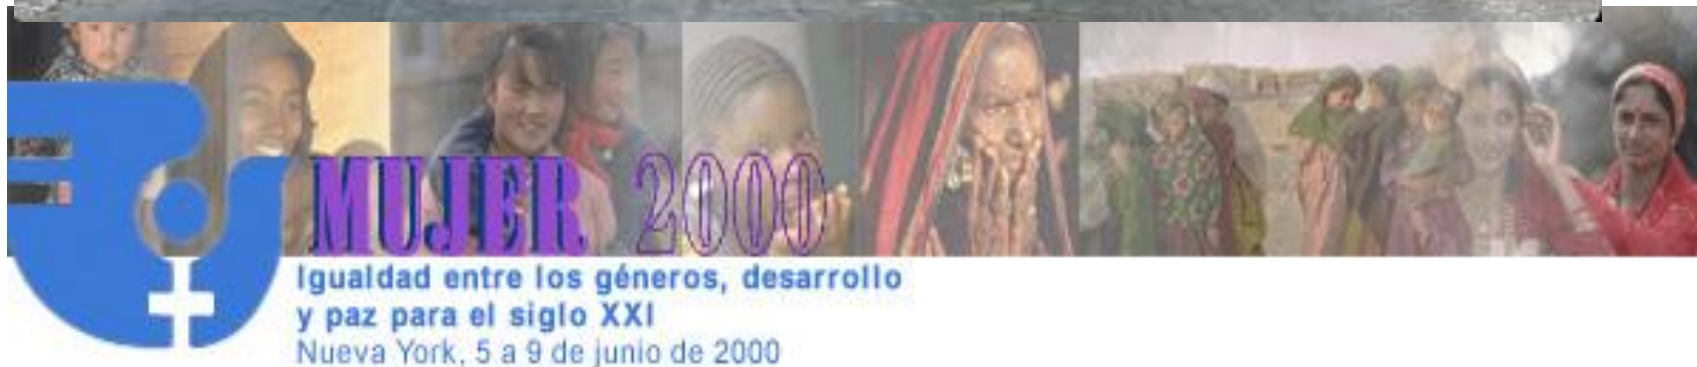 MUJER 2000
Igualdad entre los géneros, desarrollo
y paz para el siglo XXI
Nueva York, 5 a 9 de junio de 2000